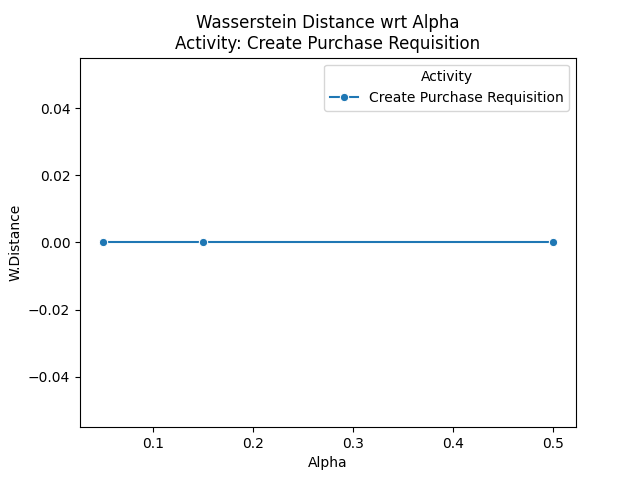 Wasserstein Distance wrt Alpha
Activity: Create Purchase Requisition
Activity
Create Purchase Requisition
0.04
0.02
0.00
−0.02
−0.04
W.Distance
0.1 0.2 0.3 0.4 0.5
Alpha